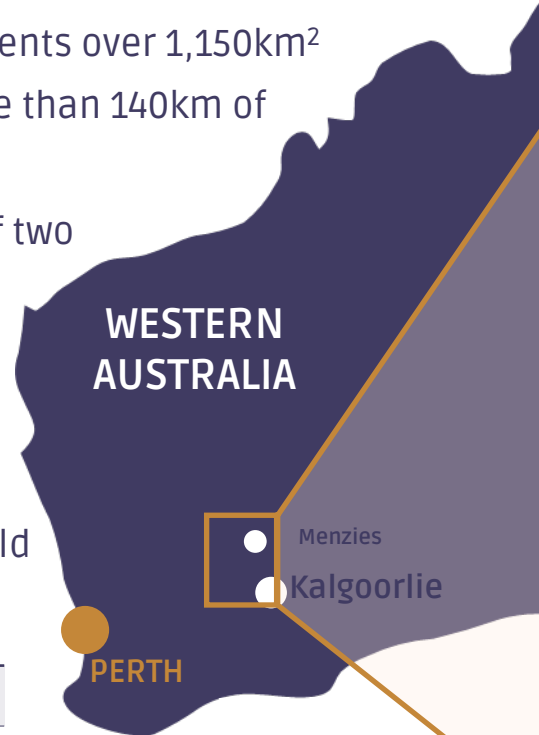 ents over 1,150km²
e than 140km of
f two
WESTERN
AUSTRALIA
Menzies
ld
Kalgoorlie
PERTH